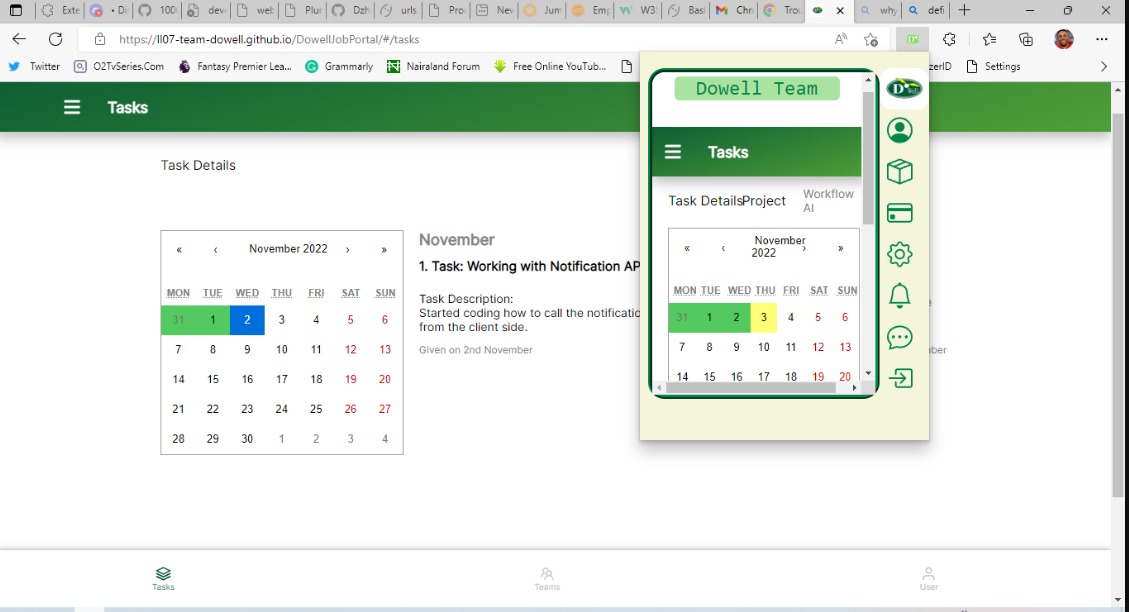 Exte
Di
100
dev
web
Plur
Dzh
urls
Pro
Nev
Jum
Emp
W3
Basi
Chr
Trou
why
defi
https://ll07-team-dowell.github.io/DowellJobPortal/#/tasks
Twitter
O2TvSeries.Com
Fantasy Premier Lea...
Grammarly
Nairaland Forum
Free Online YouTub...
zerID
Settings
Tasks
Task Details
« ‹ November 2022 › »
MON TUE WED THU FRI SAT SUN
31 1 2 3 4 5 6
7 8 9 10 11 12 13
14 15 16 17 18 19 20
21 22 23 24 25 26 27
28 29 30 1 2 3 4
November
1. Task: Working with Notification AP
Task Description:
Started coding how to call the notificatio
from the client side.
Given on 2nd November
e
ber
Dowell Team
Tasks
Task DetailsProject
Workflow
AI
« ‹ November › »
2022
MON TUE WED THU FRI SAT SUN
31 1 2 3 4 5 6
7 8 9 10 11 12 13
14 15 16 17 18 19 20
Tasks
Teams
User